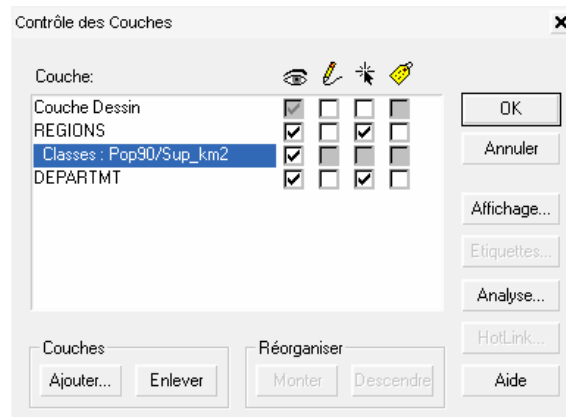 Contrôle des Couches
Couche:
Couche Dessin
REGIONS
Classes : Pop90/Sup_km2
DEPARTMT
OK
Annuler
Affichage...
Etiquettes...
Analyse...
HotLink...
Aide
Couches
Ajouter...
Enlever
Réorganiser
Monter
Descendre